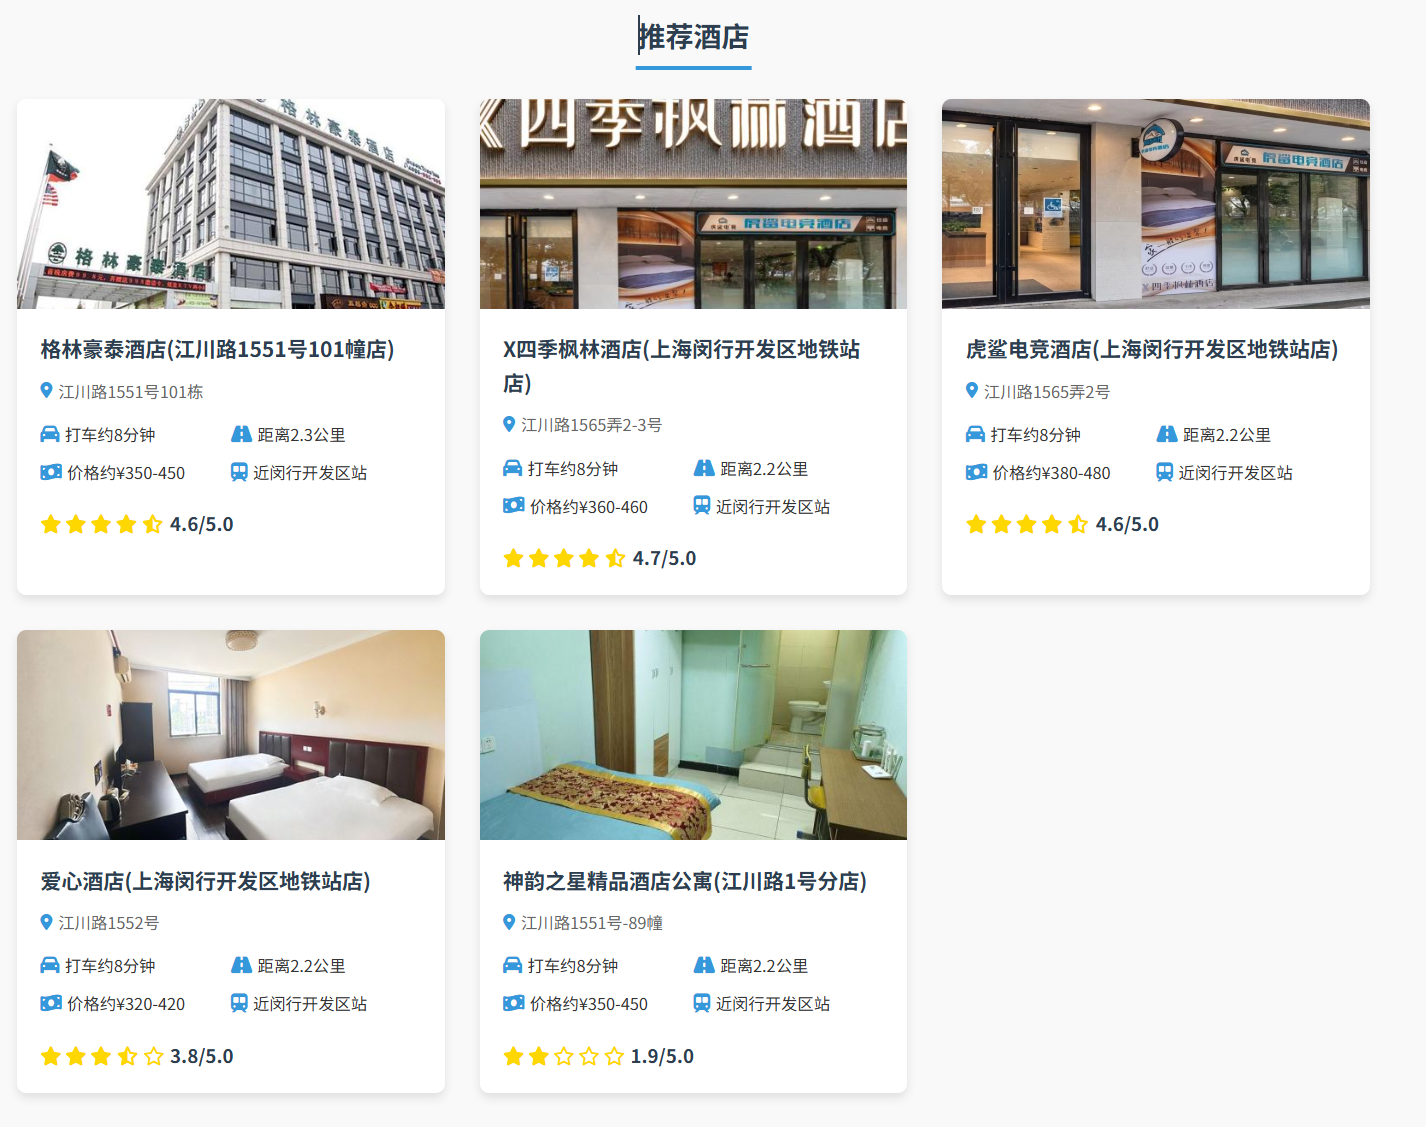 推荐酒店
格林豪泰酒店
格林豪泰酒店
格林豪泰酒店(江川路1551号101幢店)
江川路1551号101栋
打车约8分钟
距离2.3公里
价格约¥350-450
近闵行开发区站
4.6/5.0
X四季枫林酒店
虎鲨电竞
虎鲨电竞酒店
X四季枫林酒店(上海闵行开发区地铁站
店)
江川路1565弄2-3号
打车约8分钟
距离2.2公里
价格约¥360-460
近闵行开发区站
4.7/5.0
虎鲨电竞
虎鲨电竞酒店
X四季枫林酒店
虎鲨电竞酒店(上海闵行开发区地铁站店)
江川路1565弄2号
打车约8分钟
距离2.2公里
价格约¥380-480
近闵行开发区站
4.6/5.0
爱心酒店(上海闵行开发区地铁站店)
江川路1552号
打车约8分钟
距离2.2公里
价格约¥320-420
近闵行开发区站
3.8/5.0
神韵之星精品酒店公寓(江川路1号分店)
江川路1551号-89幢
打车约8分钟
距离2.2公里
价格约¥350-450
近闵行开发区站
1.9/5.0